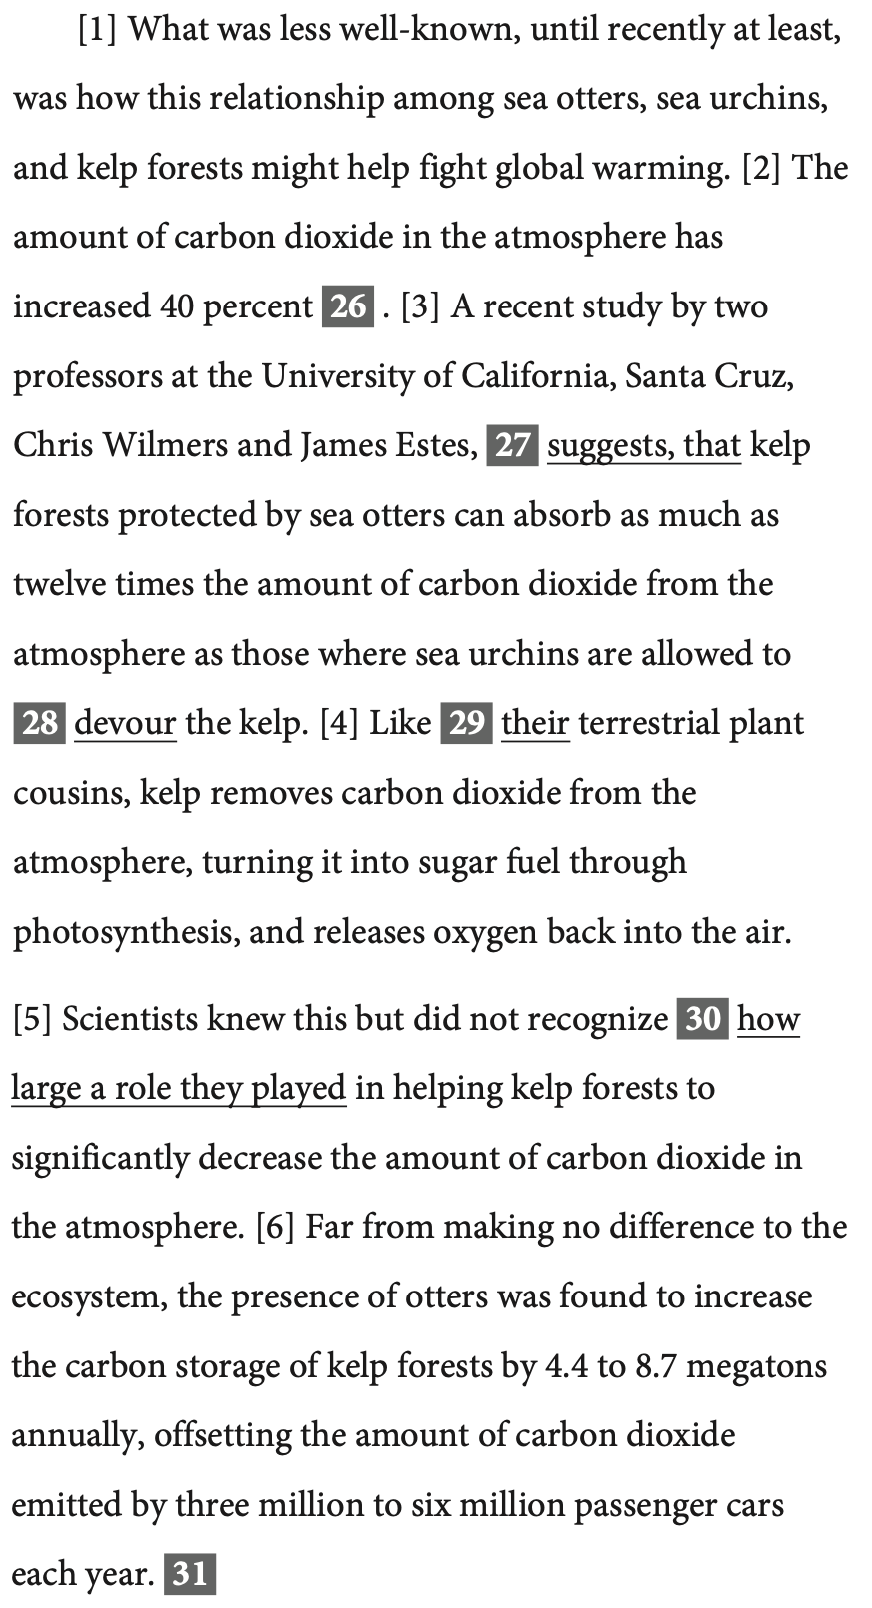 [1] What was less well-known, until recently at least,
was how this relationship among sea otters, sea urchins,
and kelp forests might help fight global warming. [2] The
amount of carbon dioxide in the atmosphere has
increased 40 percent 26 . [3] A recent study by two
professors at the University of California, Santa Cruz,
Chris Wilmers and James Estes, 27 suggests, that kelp
forests protected by sea otters can absorb as much as
twelve times the amount of carbon dioxide from the
atmosphere as those where sea urchins are allowed to
28 devour the kelp. [4] Like 29 their terrestrial plant
cousins, kelp removes carbon dioxide from the
atmosphere, turning it into sugar fuel through
photosynthesis, and releases oxygen back into the air.
[5] Scientists knew this but did not recognize 30 how
large a role they played in helping kelp forests to
significantly decrease the amount of carbon dioxide in
the atmosphere. [6] Far from making no difference to the
ecosystem, the presence of otters was found to increase
the carbon storage of kelp forests by 4.4 to 8.7 megatons
annually, offsetting the amount of carbon dioxide
emitted by three million to six million passenger cars
each year. 31